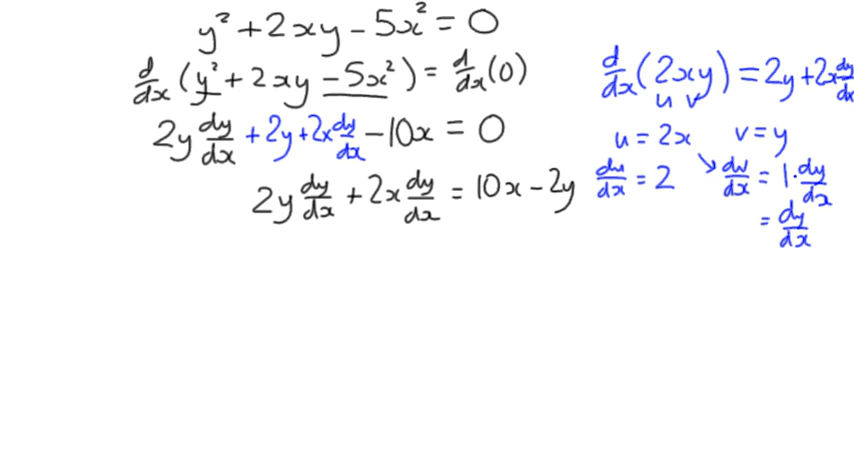 y² + 2xy - 5x² = 0
d/dx (y² + 2xy - 5x²) = d/dx (0)
2y dy/dx + 2y + 2x dy/dx - 10x = 0
2y dy/dx + 2x dy/dx = 10x - 2y
d/dx (2xy) = 2y + 2x dy/dx
u v
u = 2x v = y
du/dx = 2 ↘ dv/dx = 1 · dy/dx
= dy/dx